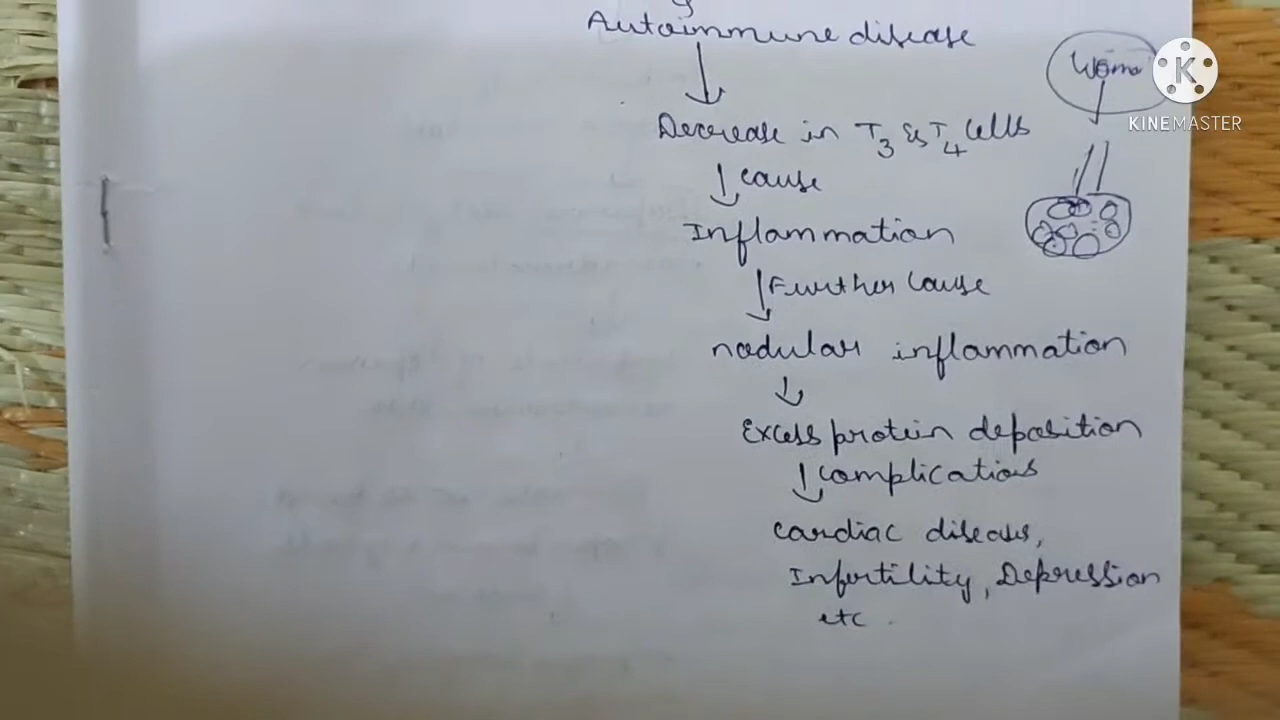 Autoimmune disease
Decrease in T3 & T4 Cells
cause
Inflammation
Further Cause
nodular inflammation
Excess protein deposition
complications
cardiac diseases,
Infertility, Depression
etc.
K
KINEMASTER